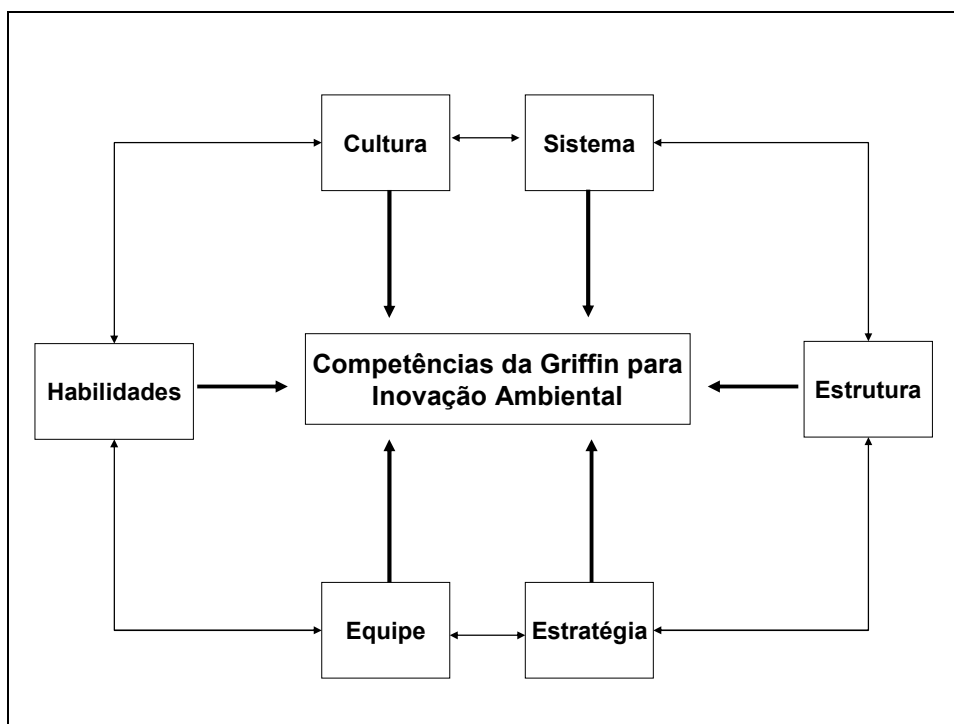 Cultura
Sistema
Competências da Griffin para
Inovação Ambiental
Habilidades
Estrutura
Equipe
Estratégia